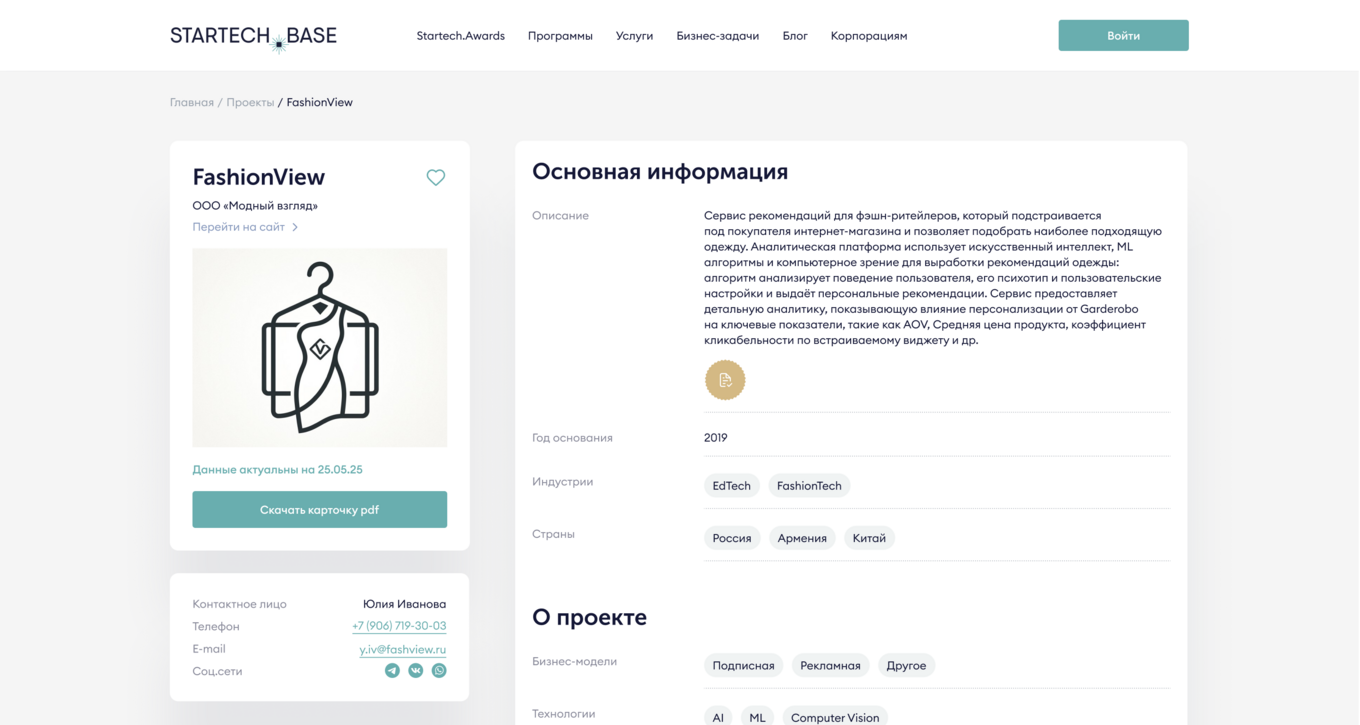 STARTECH BASE
Startech.Awards
Программы
Услуги
Бизнес-задачи
Блог
Корпорациям
Войти
Главная / Проекты / FashionView
FashionView
ООО «Модный взгляд»
Перейти на сайт
Данные актуальны на 25.05.25
Скачать карточку pdf
Контактное лицо Юлия Иванова
Телефон +7 (906) 719-30-03
E-mail y.iv@fashview.ru
Соц.сети
Основная информация
Описание
Сервис рекомендаций для фэшн-ритейлеров, который подстраивается
под покупателя интернет-магазина и позволяет подобрать наиболее подходящую
одежду. Аналитическая платформа использует искусственный интеллект, ML
алгоритмы и компьютерное зрение для выработки рекомендаций одежды:
алгоритм анализирует поведение пользователя, его психотип и пользовательские
настройки и выдаёт персональные рекомендации. Сервис предоставляет
детальную аналитику, показывающую влияние персонализации от Garderobo
на ключевые показатели, такие как AOV, Средняя цена продукта, коэффициент
кликабельности по встраиваемому виджету и др.
Год основания 2019
Индустрии EdTech FashionTech
Страны Россия Армения Китай
О проекте
Бизнес-модели Подписная Рекламная Другое
Технологии AI ML Computer Vision